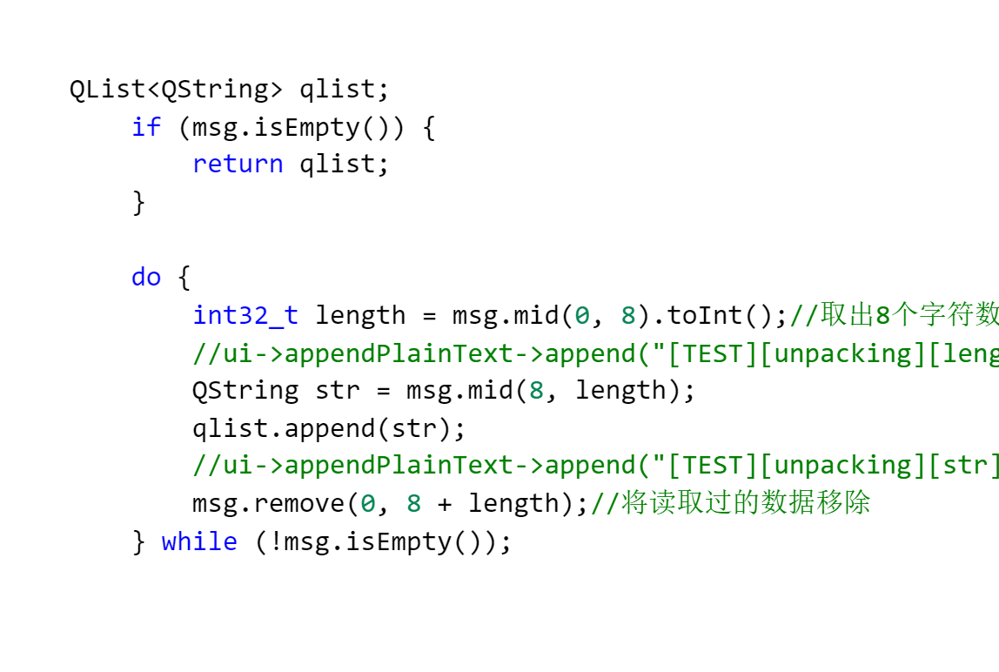 QList<QString> qlist;
if (msg.isEmpty()) {
return qlist;
}
do {
int32_t length = msg.mid(0, 8).toInt();//取出8个字符数
//ui->appendPlainText->append("[TEST][unpacking][leng
QString str = msg.mid(8, length);
qlist.append(str);
//ui->appendPlainText->append("[TEST][unpacking][str]
msg.remove(0, 8 + length);//将读取过的数据移除
} while (!msg.isEmpty());